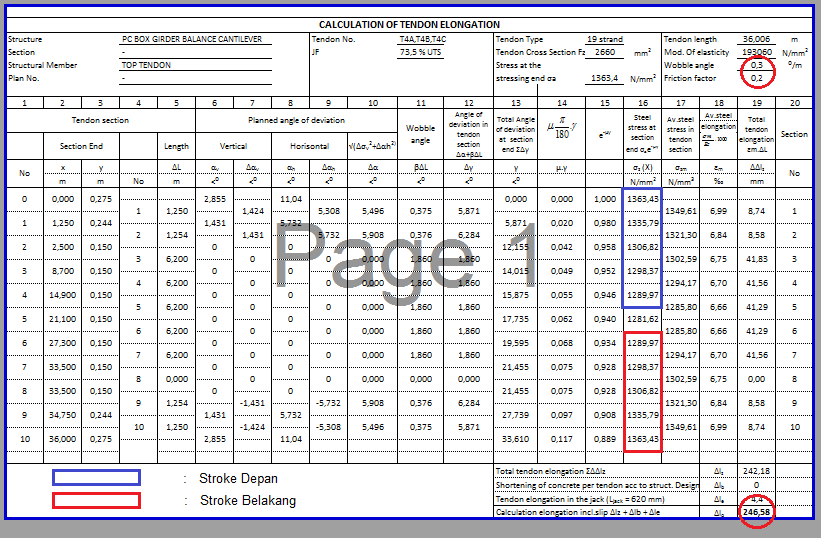 CALCULATION OF TENDON ELONGATION
Structure PC BOX GIRDER BALANCE CANTILEVER Tendon No. T4A,T4B,T4C Tendon Type 19 strand Tendon length 36,006 m
Section - JF 73,5 % UTS Tendon Cross Section Fz 2660 mm² Mod. Of elasticity 193060 N/mm²
Structural Member TOP TENDON Stress at the Wobble angle 0,3 ⁰/m
Plan No. - stressing end σa 1363,4 N/mm² Friction factor 0,2
1 2 3 4 5 6 7 8 9 10 11 12 13 14 15 16 17 18 19 20
Tendon section Planned angle of deviation Wobble angle Angle of deviation in tendon section Δα+βΔL Total Angle of deviation at section end ΣΔγ μ π/180 γ e^-μγ Steel stress at section end σₐe^-μγ Av.steel stress in tendon section Av.steel elongation Total tendon elongation εm.ΔL Section
No Section End No Length Vertical Horisontal √(Δαv²+Δαh²) No
x y ΔL αv Δαv αh Δαh Δα βΔL Δγ γ μ.γ σx (X) σsm εm ΔΔlz
m m m <⁰ <⁰ <⁰ <⁰ <⁰ <⁰ <⁰ <⁰ N/mm² N/mm² ‰ mm
0 0,000 0,275 2,855 11,04 0,000 0,000 1,000 1363,43
1 1,250 1,424 5,308 5,496 0,375 5,871 1349,61 6,99 8,74 1
1 1,250 0,244 1,431 5,732 5,871 0,020 0,980 1335,79
2 1,254 1,431 5,732 5,908 0,376 6,284 1321,30 6,84 8,58 2
2 2,500 0,150 0 0 12,155 0,042 0,958 1306,82
3 6,200 0 0 0,000 1,860 1,860 1302,59 6,75 41,83 3
3 8,700 0,150 0 0 14,015 0,049 0,952 1298,37
4 6,200 0 0 0,000 1,860 1,860 1294,17 6,70 41,56 4
4 14,900 0,150 0 0 15,875 0,055 0,946 1289,97
5 6,200 0 0 0,000 1,860 1,860 1285,80 6,66 41,29 5
5 21,100 0,150 0 0 17,735 0,062 0,940 1281,62
6 6,200 0 0 0,000 1,860 1,860 1285,80 6,66 41,29 6
6 27,300 0,150 0 0 19,595 0,068 0,934 1289,97
7 6,200 0 0 0,000 1,860 1,860 1294,17 6,70 41,56 7
7 33,500 0,150 0 0 21,455 0,075 0,928 1298,37
8 0,000 0 0 0,000 0,000 0,000 1302,59 6,75 0,00 8
8 33,500 0,150 0 0 21,455 0,075 0,928 1306,82
9 1,254 -1,431 -5,732 5,908 0,376 6,284 1321,30 6,84 8,58 9
9 34,750 0,244 1,431 5,732 27,739 0,097 0,908 1335,79
10 1,250 -1,424 -5,308 5,496 0,375 5,871 1349,61 6,99 8,74 10
10 36,000 0,275 2,855 11,04 33,610 0,117 0,889 1363,43
Page 1
Total tendon elongation ΣΔΔlz Δlz 242,18
Shortening of concrete per tendon acc to struct. Design Δlb 0
Tendon elongation in the jack (Ljack = 620 mm) Δle 4,4
Calculation elongation incl.slip Δlz + Δlb + Δle 246,58
: Stroke Depan
: Stroke Belakang